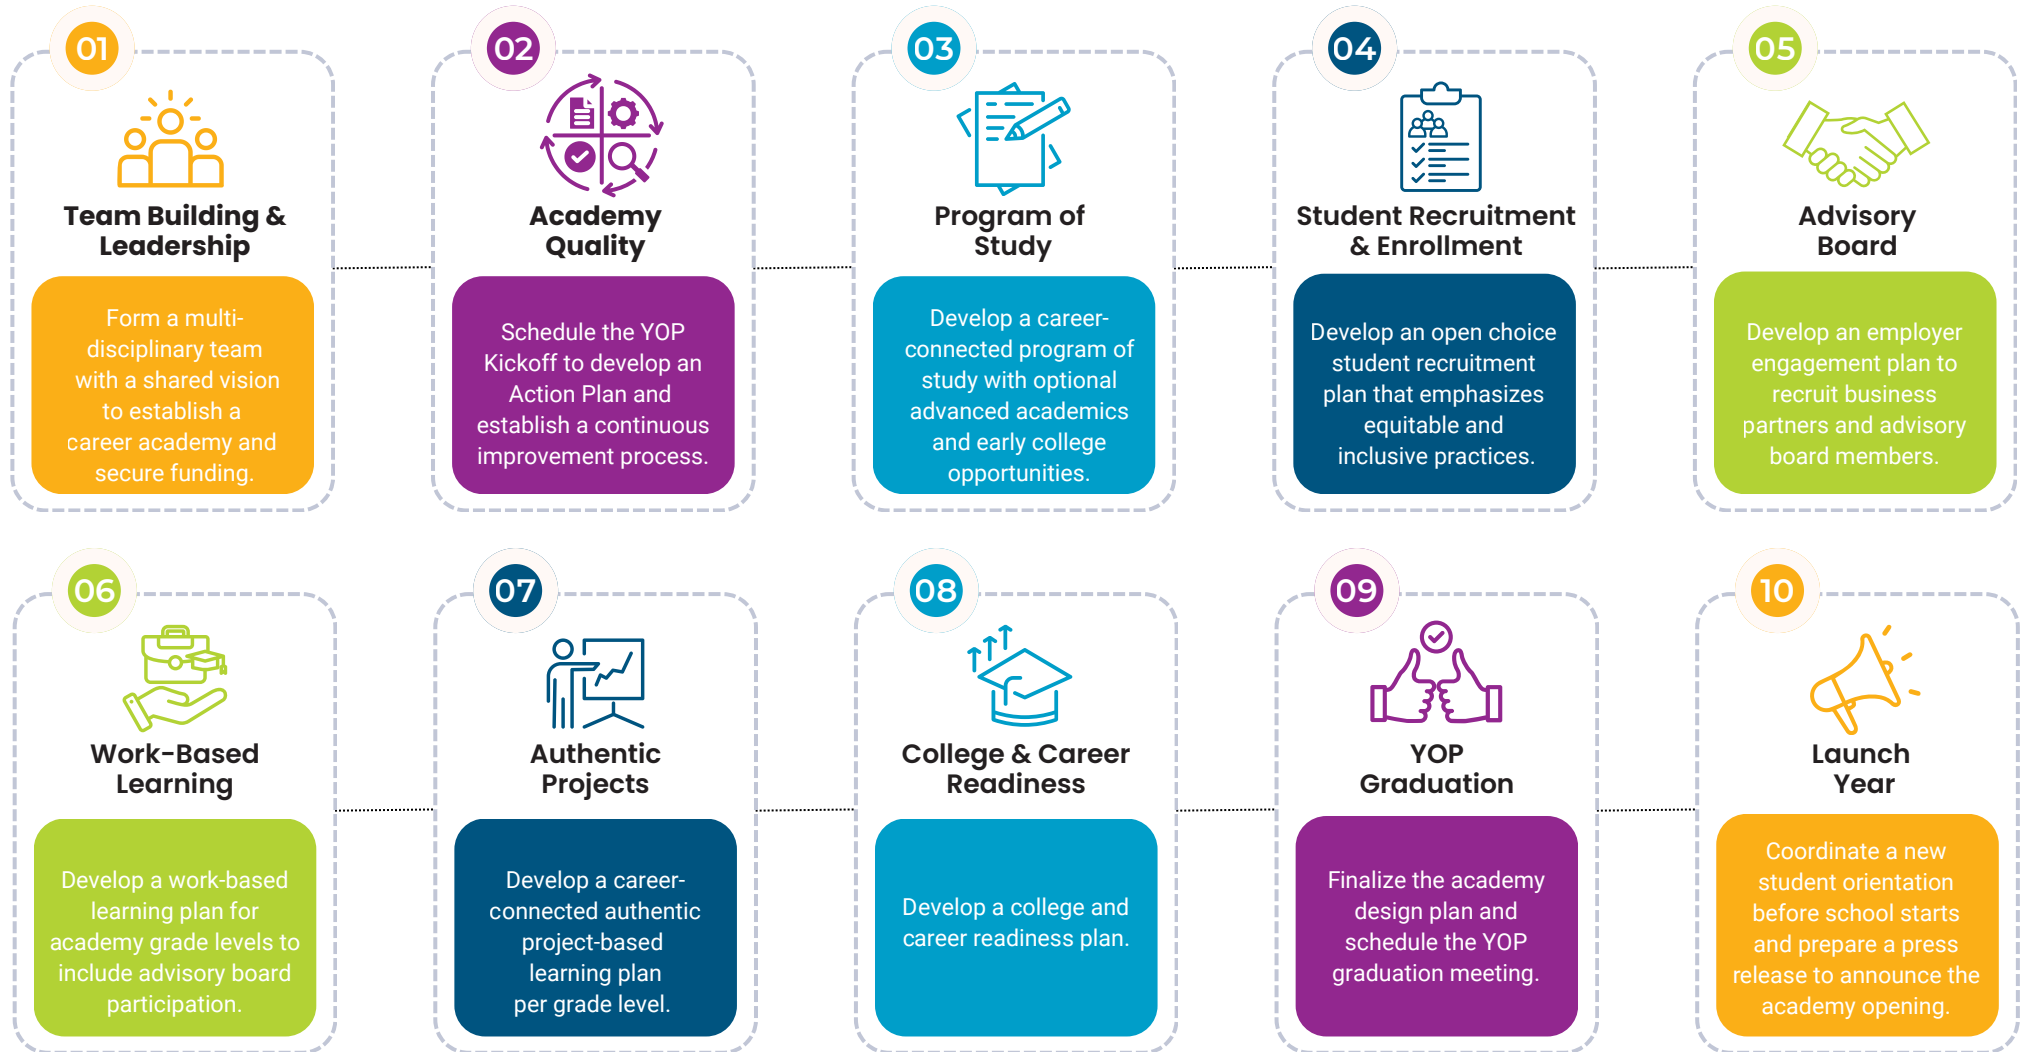 01
Team Building &
Leadership
Form a multi-
disciplinary team
with a shared vision
to establish a
career academy and
secure funding.
02
Academy
Quality
Schedule the YOP
Kickoff to develop an
Action Plan and
establish a continuous
improvement process.
03
Program of
Study
Develop a career-
connected program of
study with optional
advanced academics
and early college
opportunities.
04
Student Recruitment
& Enrollment
Develop an open choice
student recruitment
plan that emphasizes
equitable and
inclusive practices.
05
Advisory
Board
Develop an employer
engagement plan to
recruit business
partners and advisory
board members.
06
Work-Based
Learning
Develop a work-based
learning plan for
academy grade levels to
include advisory board
participation.
07
Authentic
Projects
Develop a career-
connected authentic
project-based
learning plan
per grade level.
08
College & Career
Readiness
Develop a college and
career readiness plan.
09
YOP
Graduation
Finalize the academy
design plan and
schedule the YOP
graduation meeting.
10
Launch
Year
Coordinate a new
student orientation
before school starts
and prepare a press
release to announce the
academy opening.